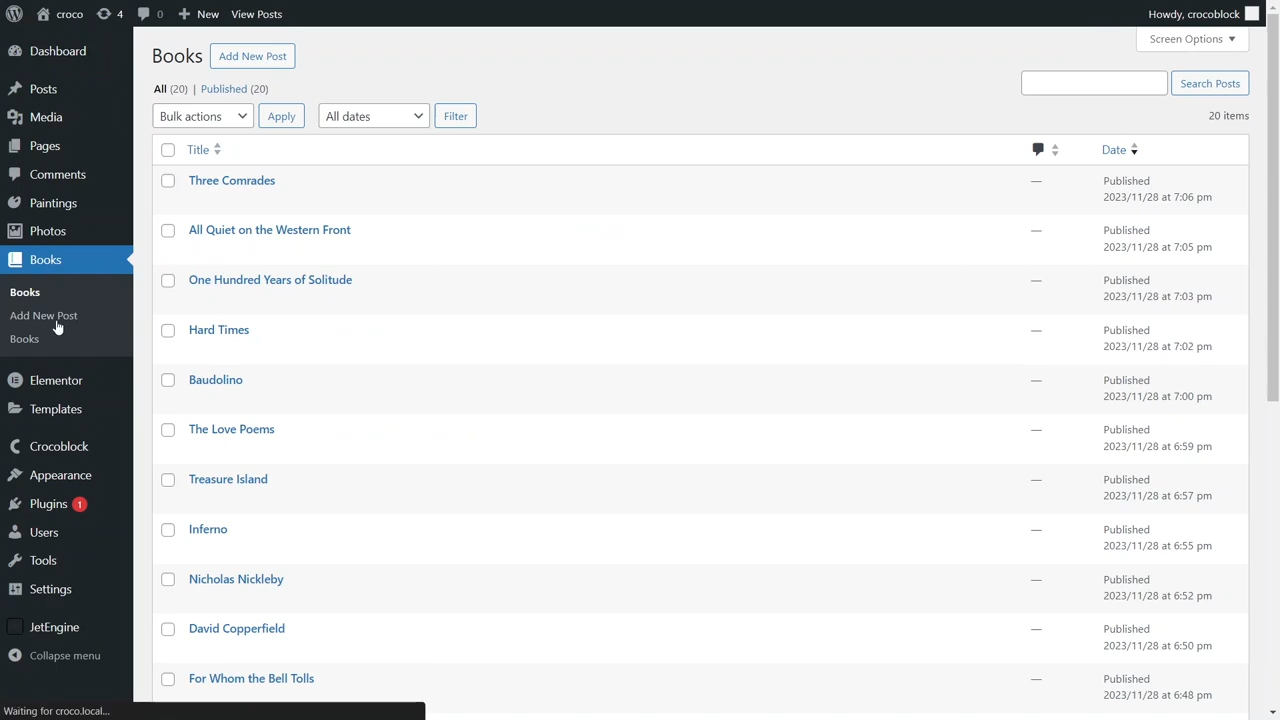 croco
4
0
New
View Posts
Howdy, crocoblock
Dashboard
Posts
Media
Pages
Comments
Paintings
Photos
Books
Books
Add New Post
Books
Elementor
Templates
Crocoblock
Appearance
Plugins 1
Users
Tools
Settings
JetEngine
Collapse menu
Waiting for croco.local...
Screen Options
Books
Add New Post
All (20) | Published (20)
Search Posts
Bulk actions
Apply
All dates
Filter
20 items
Title
Date
Three Comrades
—
Published
2023/11/28 at 7:06 pm
All Quiet on the Western Front
—
Published
2023/11/28 at 7:05 pm
One Hundred Years of Solitude
—
Published
2023/11/28 at 7:03 pm
Hard Times
—
Published
2023/11/28 at 7:02 pm
Baudolino
—
Published
2023/11/28 at 7:00 pm
The Love Poems
—
Published
2023/11/28 at 6:59 pm
Treasure Island
—
Published
2023/11/28 at 6:57 pm
Inferno
—
Published
2023/11/28 at 6:55 pm
Nicholas Nickleby
—
Published
2023/11/28 at 6:52 pm
David Copperfield
—
Published
2023/11/28 at 6:50 pm
For Whom the Bell Tolls
—
Published
2023/11/28 at 6:48 pm